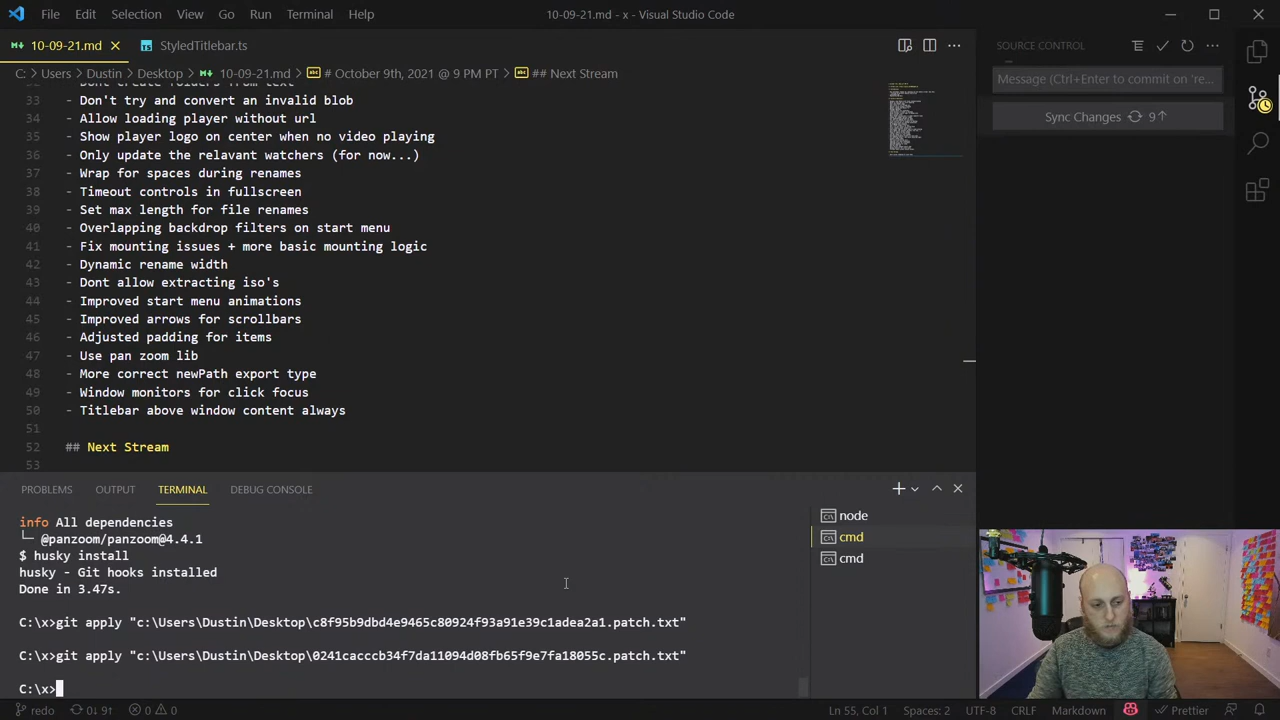 File Edit Selection View Go Run Terminal Help
10-09-21.md - x - Visual Studio Code
10-09-21.md
StyledTitlebar.ts
SOURCE CONTROL
C: > Users > Dustin > Desktop > 10-09-21.md > # October 9th, 2021 @ 9 PM PT > ## Next Stream
Message (Ctrl+Enter to commit on 're...
Sync Changes 9↑
33 - Don't try and convert an invalid blob
34 - Allow loading player without url
35 - Show player logo on center when no video playing
36 - Only update the relavant watchers (for now...)
37 - Wrap for spaces during renames
38 - Timeout controls in fullscreen
39 - Set max length for file renames
40 - Overlapping backdrop filters on start menu
41 - Fix mounting issues + more basic mounting logic
42 - Dynamic rename width
43 - Dont allow extracting iso's
44 - Improved start menu animations
45 - Improved arrows for scrollbars
46 - Adjusted padding for items
47 - Use pan zoom lib
48 - More correct newPath export type
49 - Window monitors for click focus
50 - Titlebar above window content always
51
52 ## Next Stream
53
PROBLEMS OUTPUT TERMINAL DEBUG CONSOLE
info All dependencies
└─ @panzoom/panzoom@4.4.1
$ husky install
husky - Git hooks installed
Done in 3.47s.
C:\x>git apply "c:\Users\Dustin\Desktop\c8f95b9dbd4e9465c80924f93a91e39c1adea2a1.patch.txt"
C:\x>git apply "c:\Users\Dustin\Desktop\0241cacccb34f7da11094d08fb65f9e7fa18055c.patch.txt"
C:\x>
node
cmd
cmd
redo 0↓ 9↑ 0 0
Ln 55, Col 1 Spaces: 2 UTF-8 CRLF Markdown Prettier